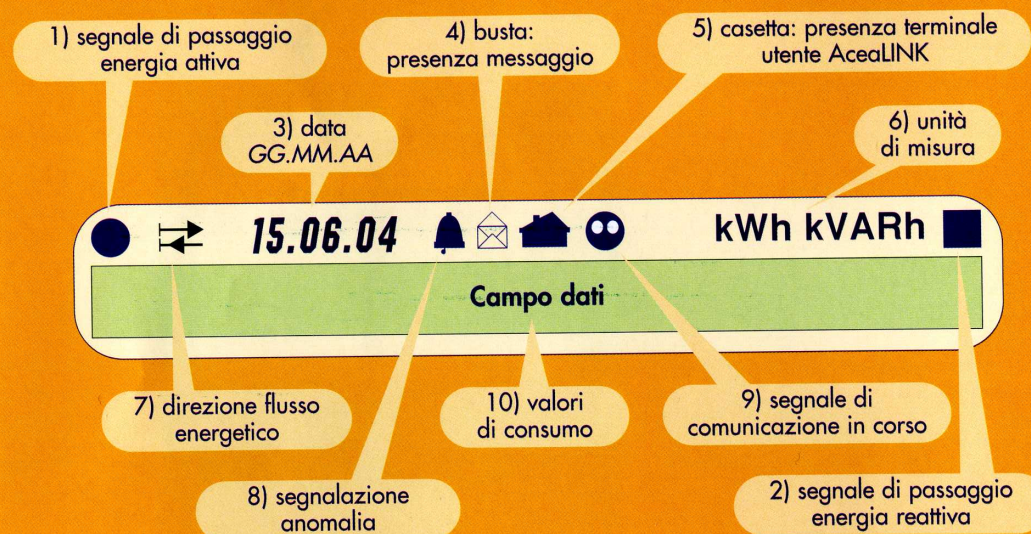 1) segnale di passaggio
energia attiva
4) busta:
presenza messaggio
5) casetta: presenza terminale
utente AceaLINK
3) data
GG.MM.AA
6) unità
di misura
15.06.04
kWh kVARh
Campo dati
7) direzione flusso
energetico
10) valori
di consumo
9) segnale di
comunicazione in corso
8) segnalazione
anomalia
2) segnale di passaggio
energia reattiva